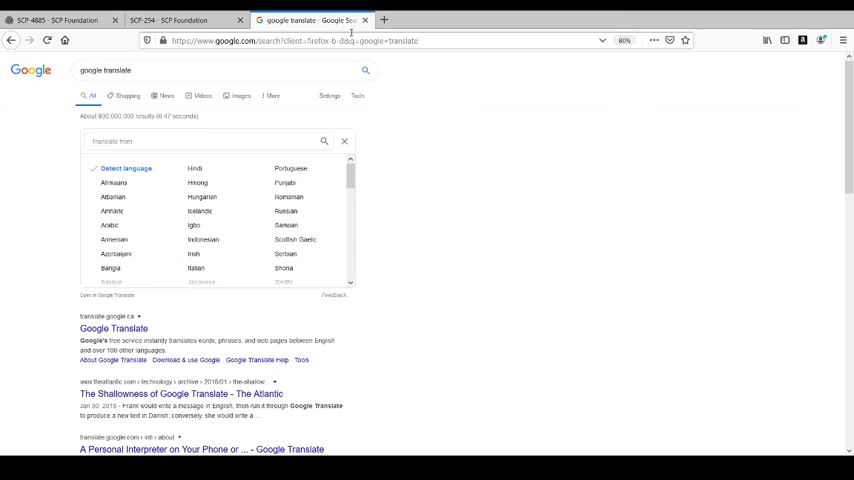 SCP-4885 - SCP Foundation
SCP-294 - SCP Foundation
google translate - Google Sea
https://www.google.com/search?client=firefox-b-d&q=google+translate
80%
Google
google translate
All
Shopping
News
Videos
Images
More
Settings
Tools
About 930,000,000 results (0.47 seconds)
Translate from
Detect language
Hindi
Portuguese
Afrikaans
Hmong
Punjabi
Albanian
Hungarian
Romanian
Amharic
Icelandic
Russian
Arabic
Igbo
Samoan
Armenian
Indonesian
Scottish Gaelic
Azerbaijani
Irish
Serbian
Bangla
Italian
Shona
Basque
Japanese
Sindhi
Open in Google Translate
Feedback
translate.google.ca
Google Translate
Google's free service instantly translates words, phrases, and web pages between English
and over 100 other languages.
About Google Translate · Download & use Google · Google Translate Help · Tools
www.theatlantic.com › technology › archive › 2018/01 › the-shallow...
The Shallowness of Google Translate - The Atlantic
Jan 30, 2018 - Frank would write a message in English, then run it through Google Translate
to produce a new text in Danish; conversely, she would write a ...
translate.google.com › intl › about
A Personal Interpreter on Your Phone or ... - Google Translate